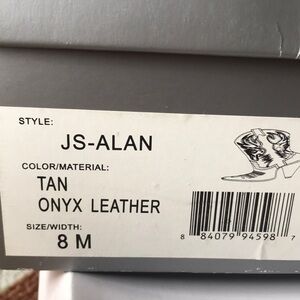 STYLE:
JS-ALAN
COLOR/MATERIAL:
TAN
ONYX LEATHER
SIZE/WIDTH:
8 M
8 84079 94598 7